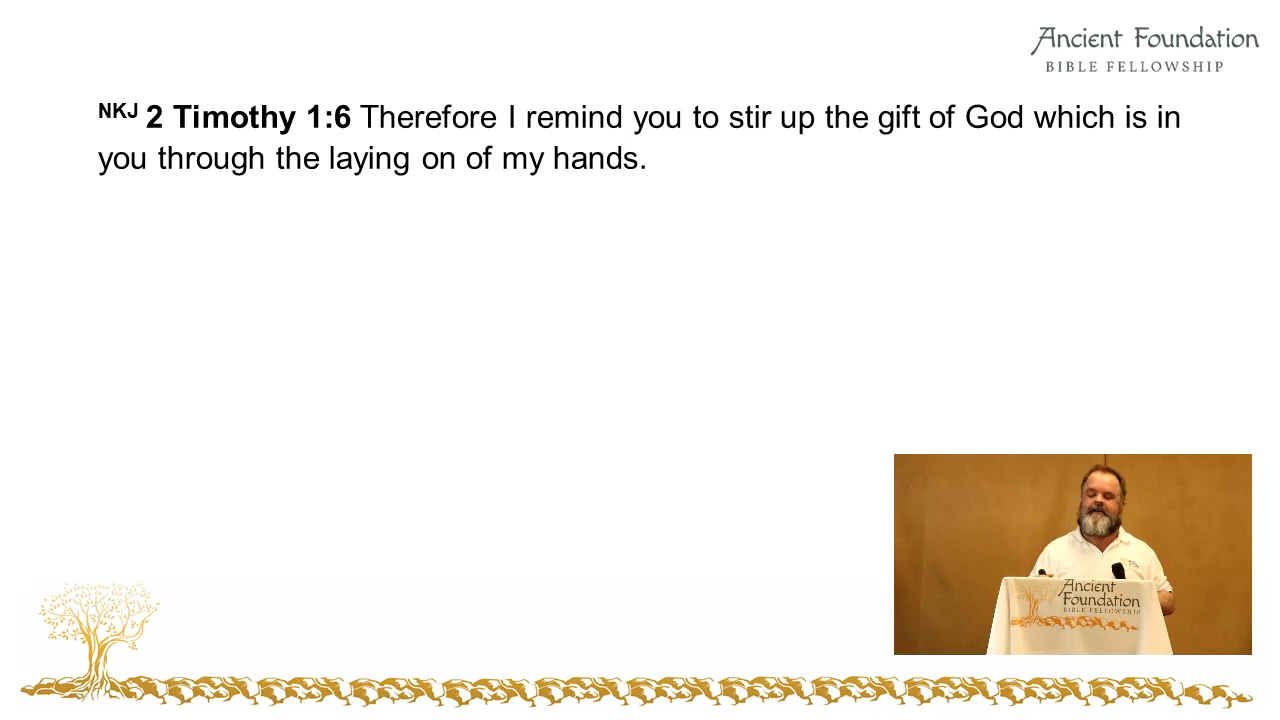 Ancient Foundation
BIBLE FELLOWSHIP
NKJ 2 Timothy 1:6 Therefore I remind you to stir up the gift of God which is in
you through the laying on of my hands.
Ancient
Foundation
BIBLE FELLOWSHIP